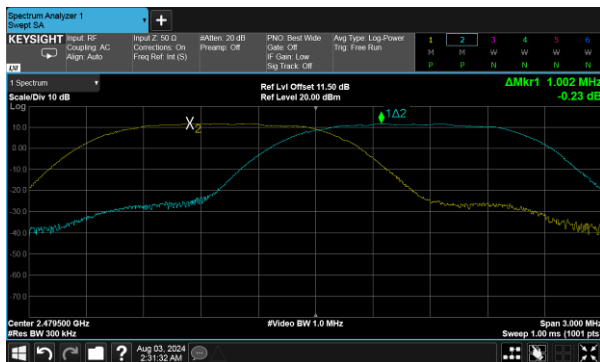 Spectrum Analyzer 1
Swept SA
KEYSIGHT
Input: RF
Coupling: AC
Align: Auto
Input Z: 50 Ω
Corrections: On
Freq Ref: Int (S)
#Atten: 20 dB
Preamp: Off
PNO: Best Wide
Gate: Off
IF Gain: Low
Sig Track: Off
Avg Type: Log-Power
Trig: Free Run
1 2 3 4 5 6
M M W W W W
P P N N N N
LXI
1 Spectrum
Scale/Div 10 dB
Ref Lvl Offset 11.50 dB
Ref Level 20.00 dBm
ΔMkr1 1.002 MHz
-0.23 dB
Log
10.0
0.00
-10.0
-20.0
-30.0
-40.0
-50.0
-60.0
-70.0
X2
1Δ2
Center 2.479500 GHz
#Res BW 300 kHz
#Video BW 1.0 MHz
Span 3.000 MHz
Sweep 1.00 ms (1001 pts)
Aug 03, 2024
2:31:32 AM